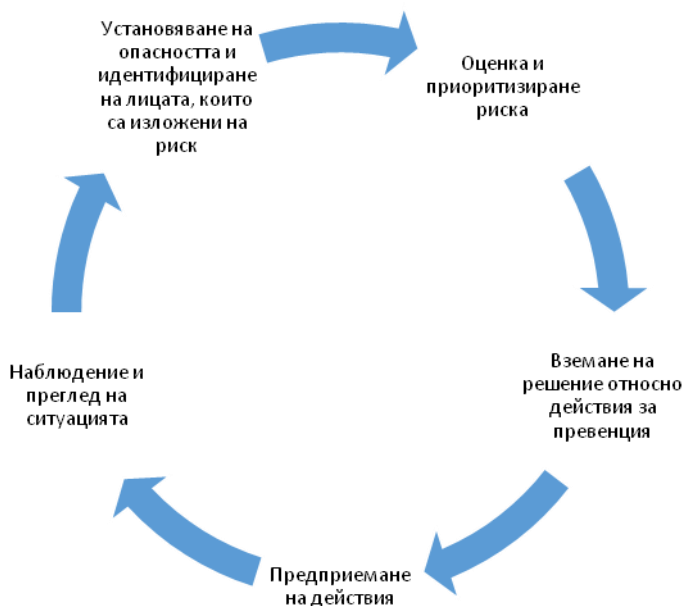 Установяване на
опасността и
идентифициране
на лицата, които
са изложени на
риск
Оценка и
приоритизиране
риска
Вземане на
решение относно
действия за
превенция
Предприемане
на действия
Наблюдение и
преглед на
ситуацията